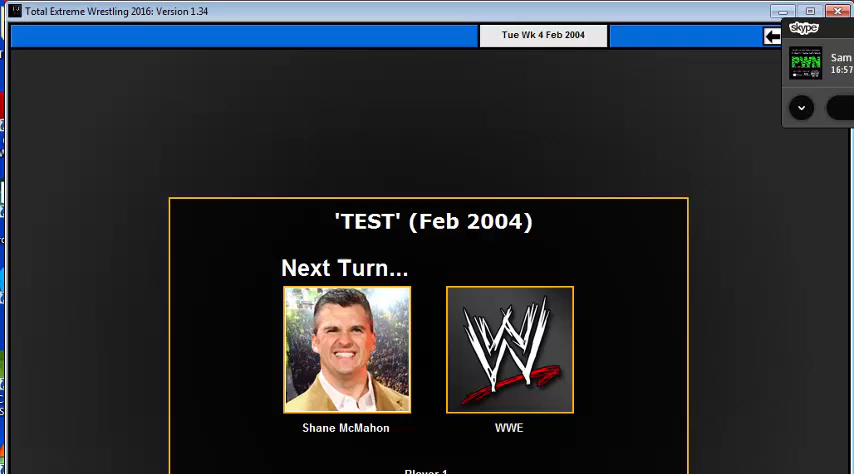 Total Extreme Wrestling 2016: Version 1.34
Tue Wk 4 Feb 2004
skype
PWN
Sam
16:57
'TEST' (Feb 2004)
Next Turn...
W
Shane McMahon
WWE
Player 1